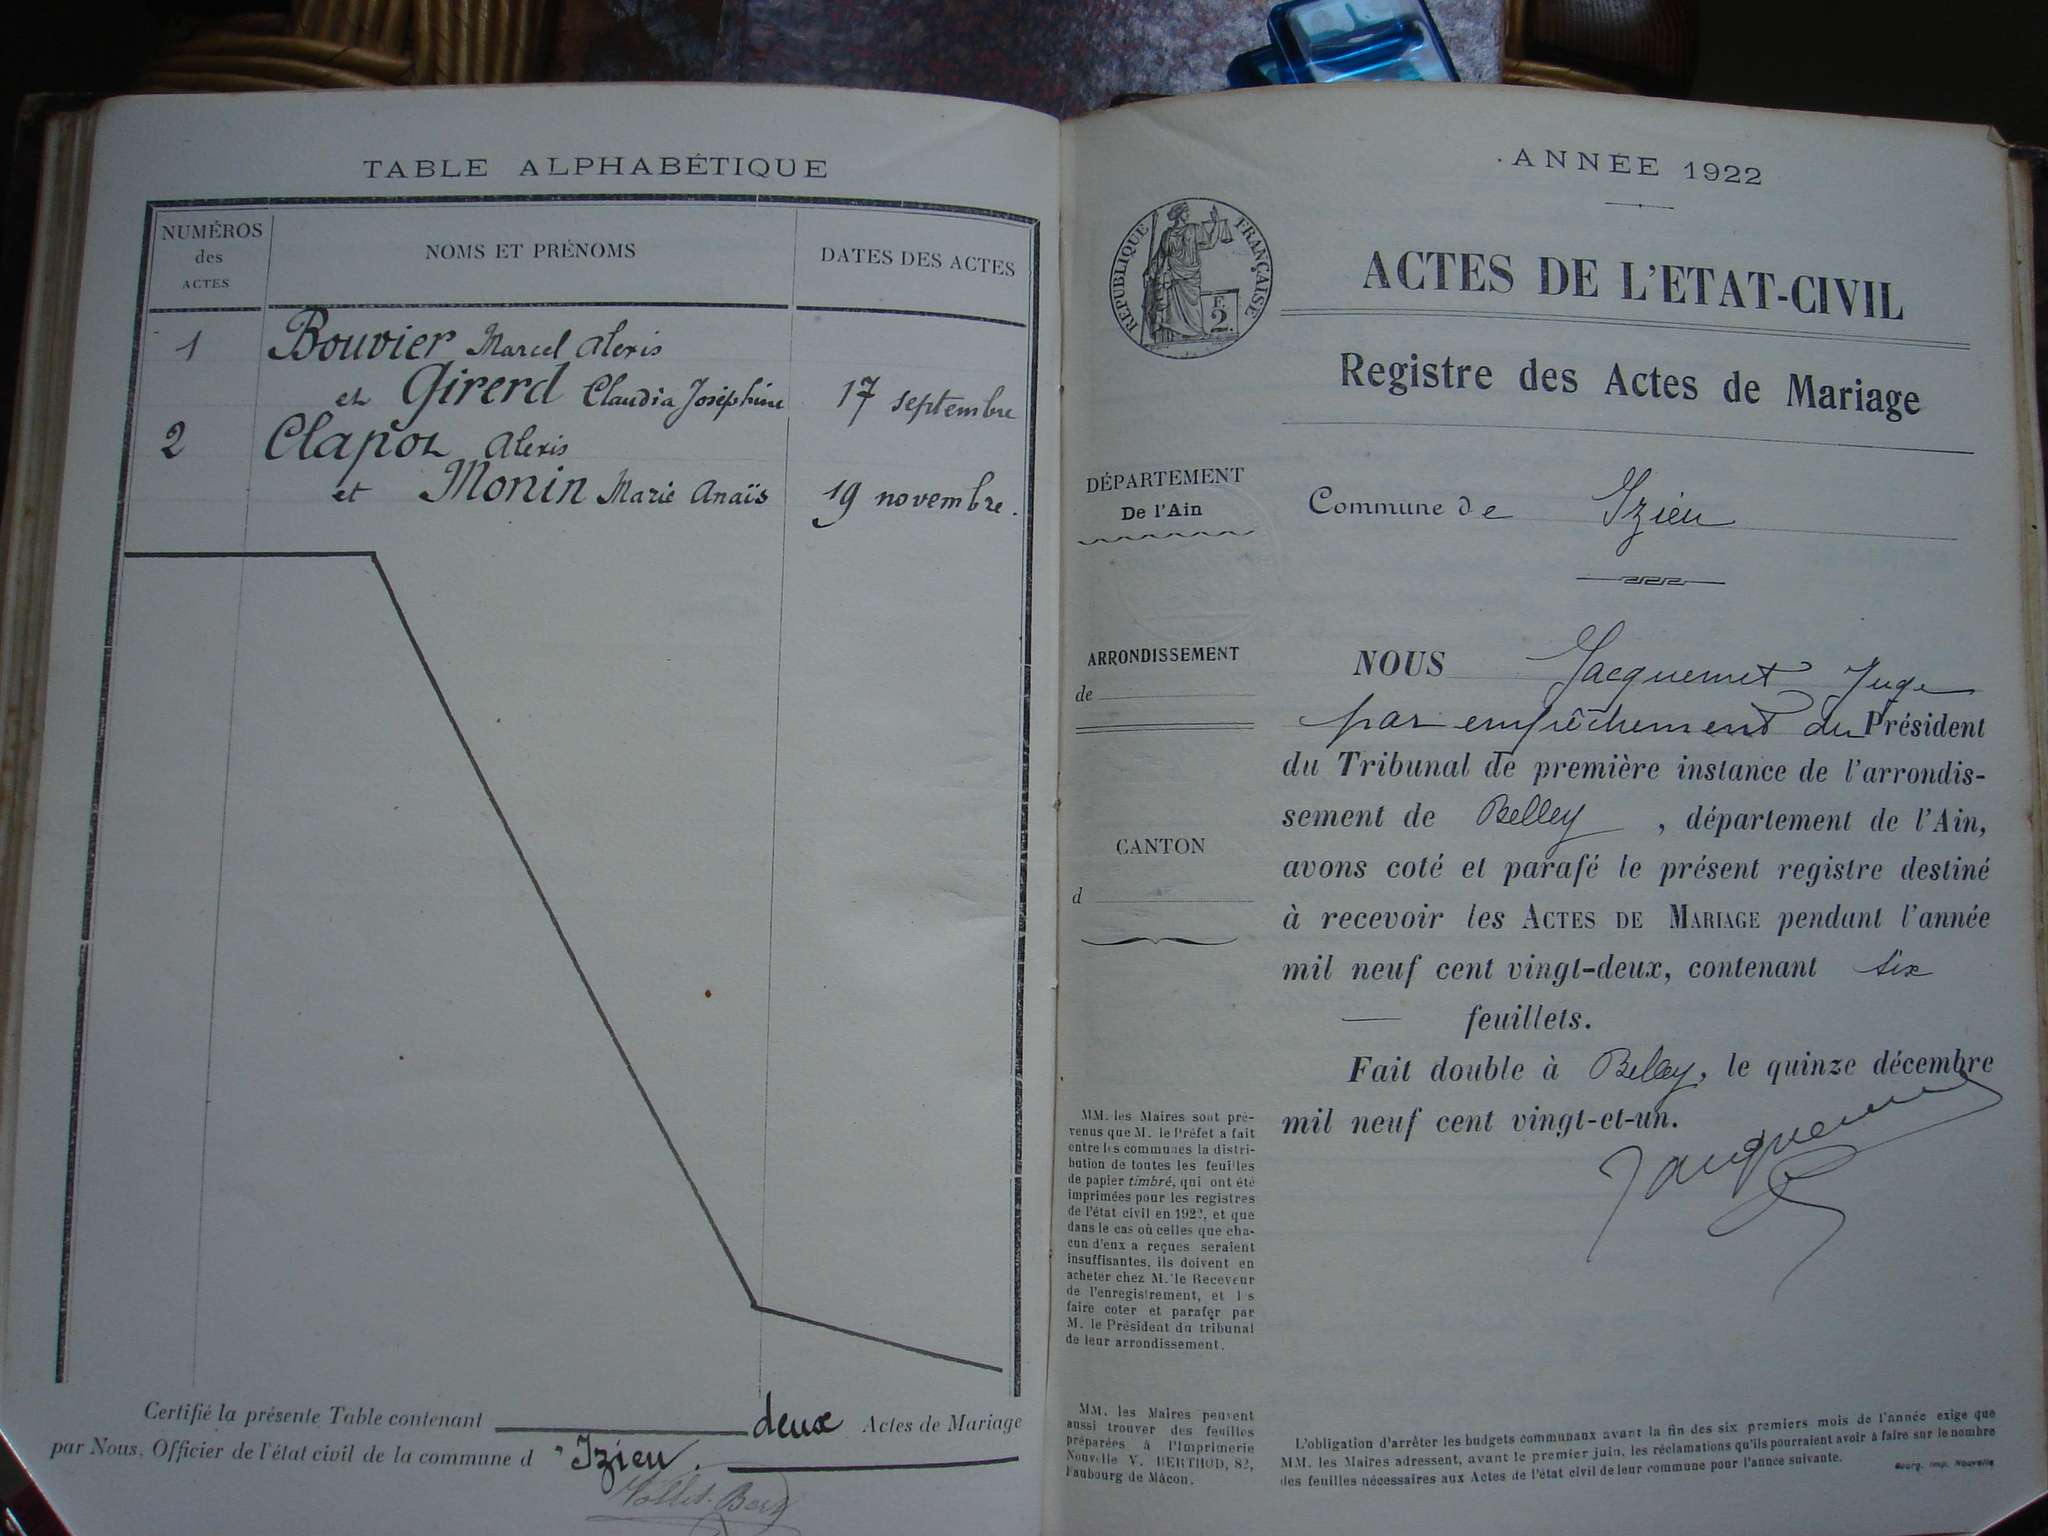 TABLE ALPHABÉTIQUE
NUMÉROS
des
ACTES
NOMS ET PRÉNOMS
DATES DES ACTES
1 Bouvier Marcel Alexis
et Girerd Claudia Joséphine 17 septembre
2 Clapot Alexis
et Monin Marie Anaïs 19 novembre.
Certifié la présente Table contenant deux Actes de Mariage
par Nous, Officier de l'état civil de la commune d'Izieu.
ANNÉE 1922
RÉPUBLIQUE FRANÇAISE
F.
2.
ACTES DE L'ETAT-CIVIL
Registre des Actes de Mariage
DÉPARTEMENT
De l'Ain
Commune de Izieu
ARRONDISSEMENT
de
CANTON
d
NOUS Jacquemet Juge
par empêchement du Président
du Tribunal de première instance de l'arrondis-
sement de Belley, département de l'Ain,
avons coté et parafé le présent registre destiné
à recevoir les ACTES DE MARIAGE pendant l'année
mil neuf cent vingt-deux, contenant six
— feuillets.
Fait double à Belley, le quinze décembre
mil neuf cent vingt-et-un.
Jacquemet
MM. les Maires sont pré-
venus que M. le Préfet a fait
entre les communes la distri-
bution de toutes les feuilles
de papier timbré, qui ont été
imprimées pour les registres
de l'état civil en 1922, et que
dans le cas où celles que cha-
cun d'eux a reçues seraient
insuffisantes, ils doivent en
acheter chez M. le Receveur
de l'enregistrement, et l s
faire coter et parafer par
M. le Président du tribunal
de leur arrondissement.
MM. les Maires peuvent
aussi trouver des feuilles
préparées à l'Imprimerie
Nouvelle V. BERTHOD, 82,
Faubourg de Mâcon.
L'obligation d'arrêter les budgets communaux avant la fin des six premiers mois de l'année exige que
MM. les Maires adressent, avant le premier juin, les réclamations qu'ils pourraient avoir à faire sur le nombre
des feuilles nécessaires aux Actes de l'état civil de leur commune pour l'année suivante.
Bourg, Imp. Nouvelle